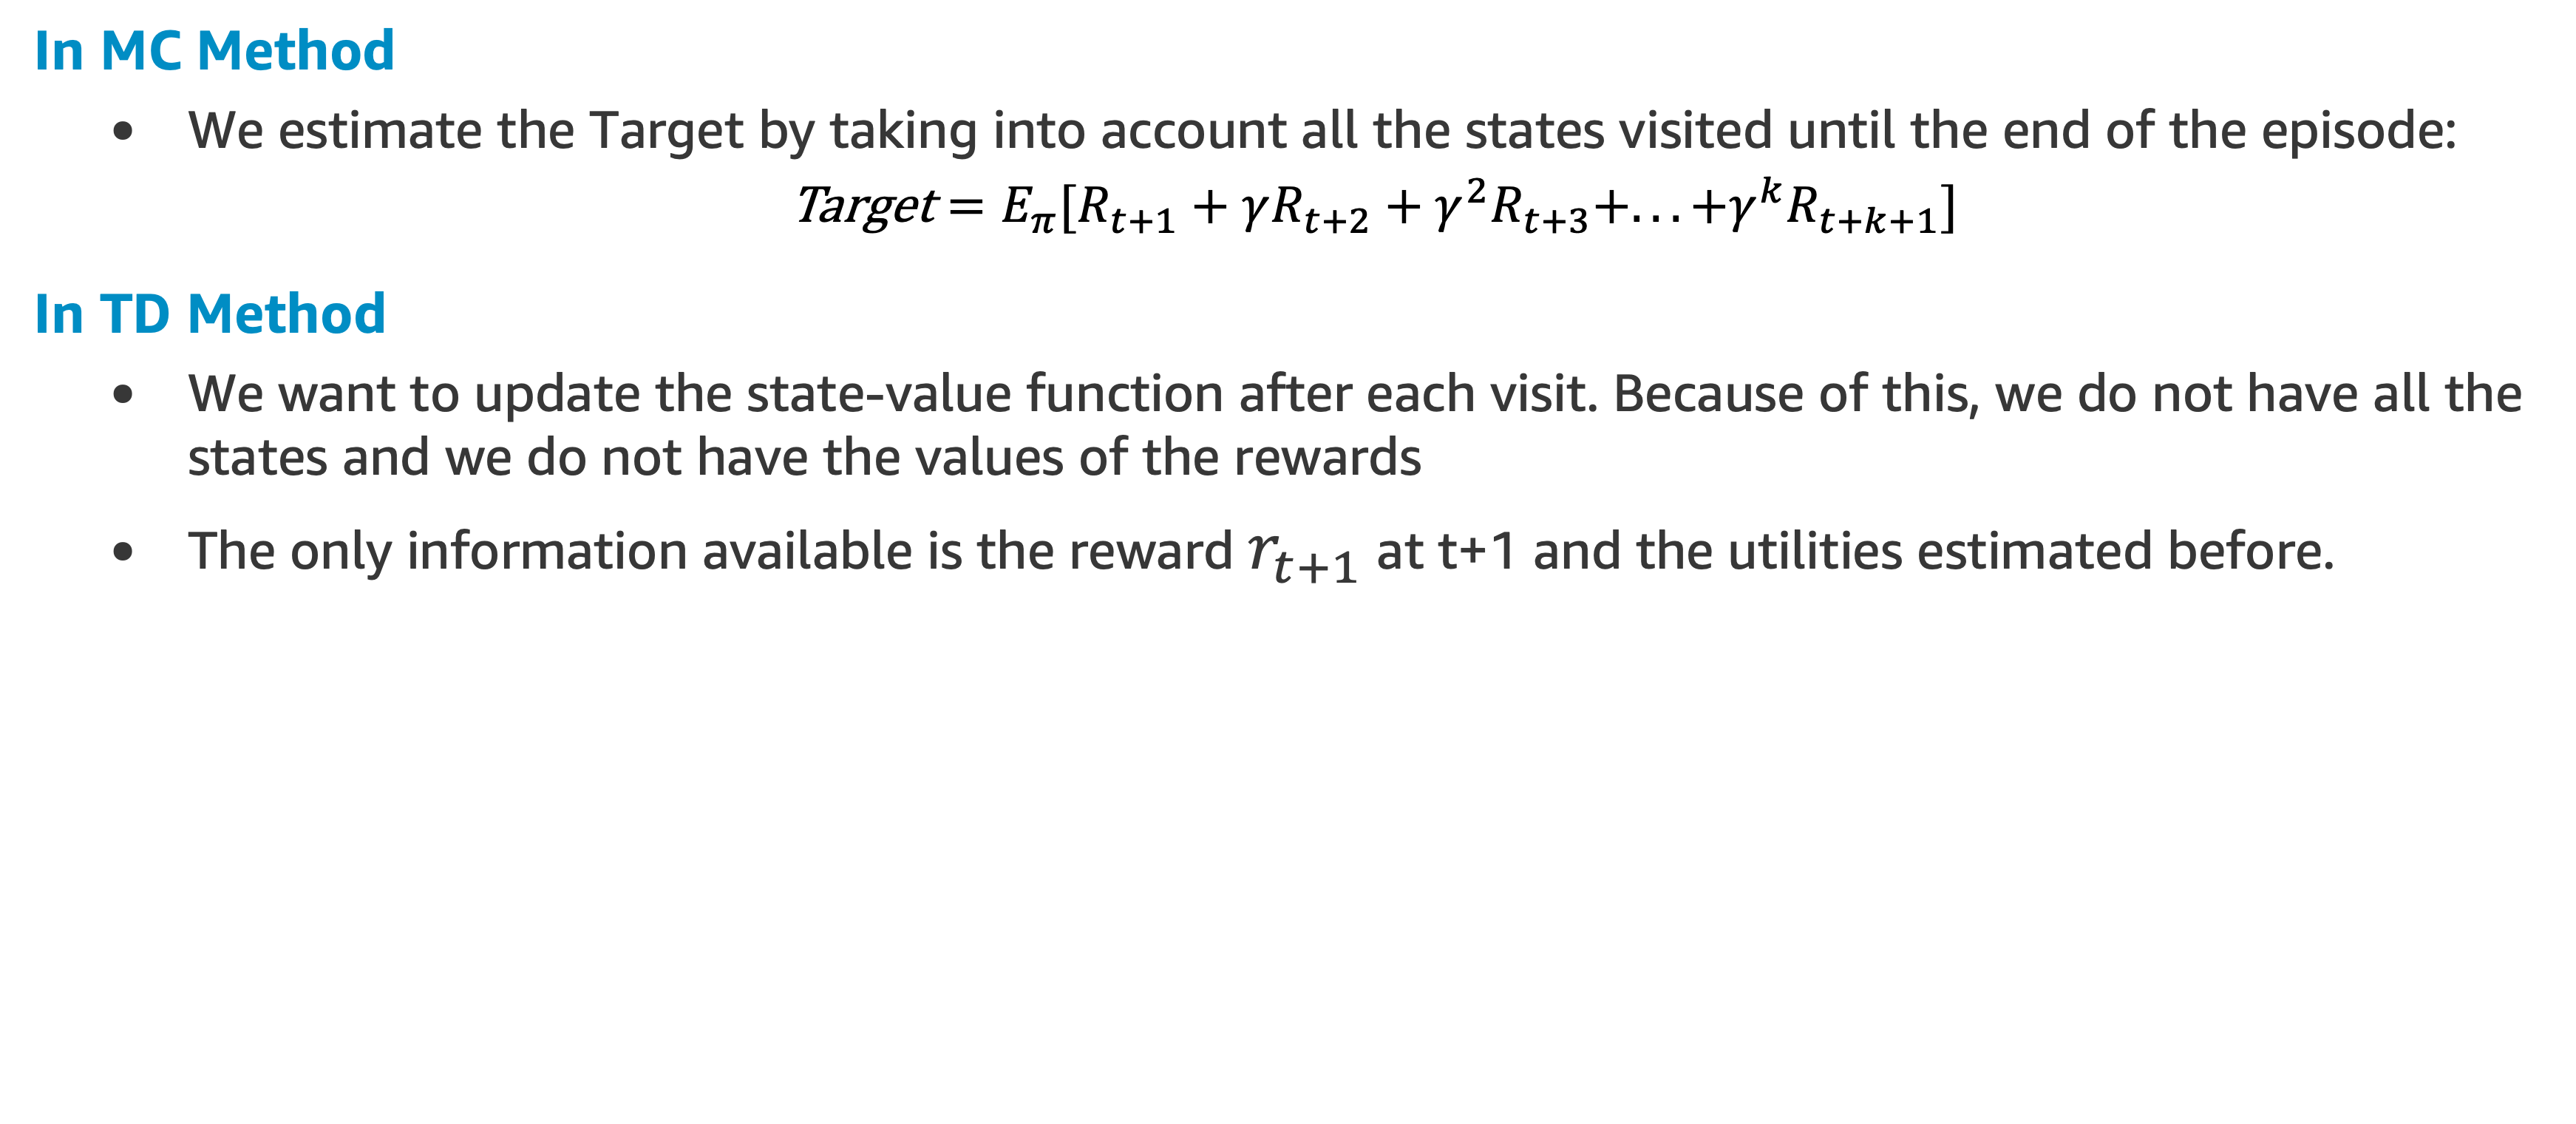 In MC Method
• We estimate the Target by taking into account all the states visited until the end of the episode:
Target = E_π[R_{t+1} + γR_{t+2} + γ^2R_{t+3}+...+γ^kR_{t+k+1}]
In TD Method
• We want to update the state-value function after each visit. Because of this, we do not have all the
states and we do not have the values of the rewards
• The only information available is the reward r_{t+1} at t+1 and the utilities estimated before.